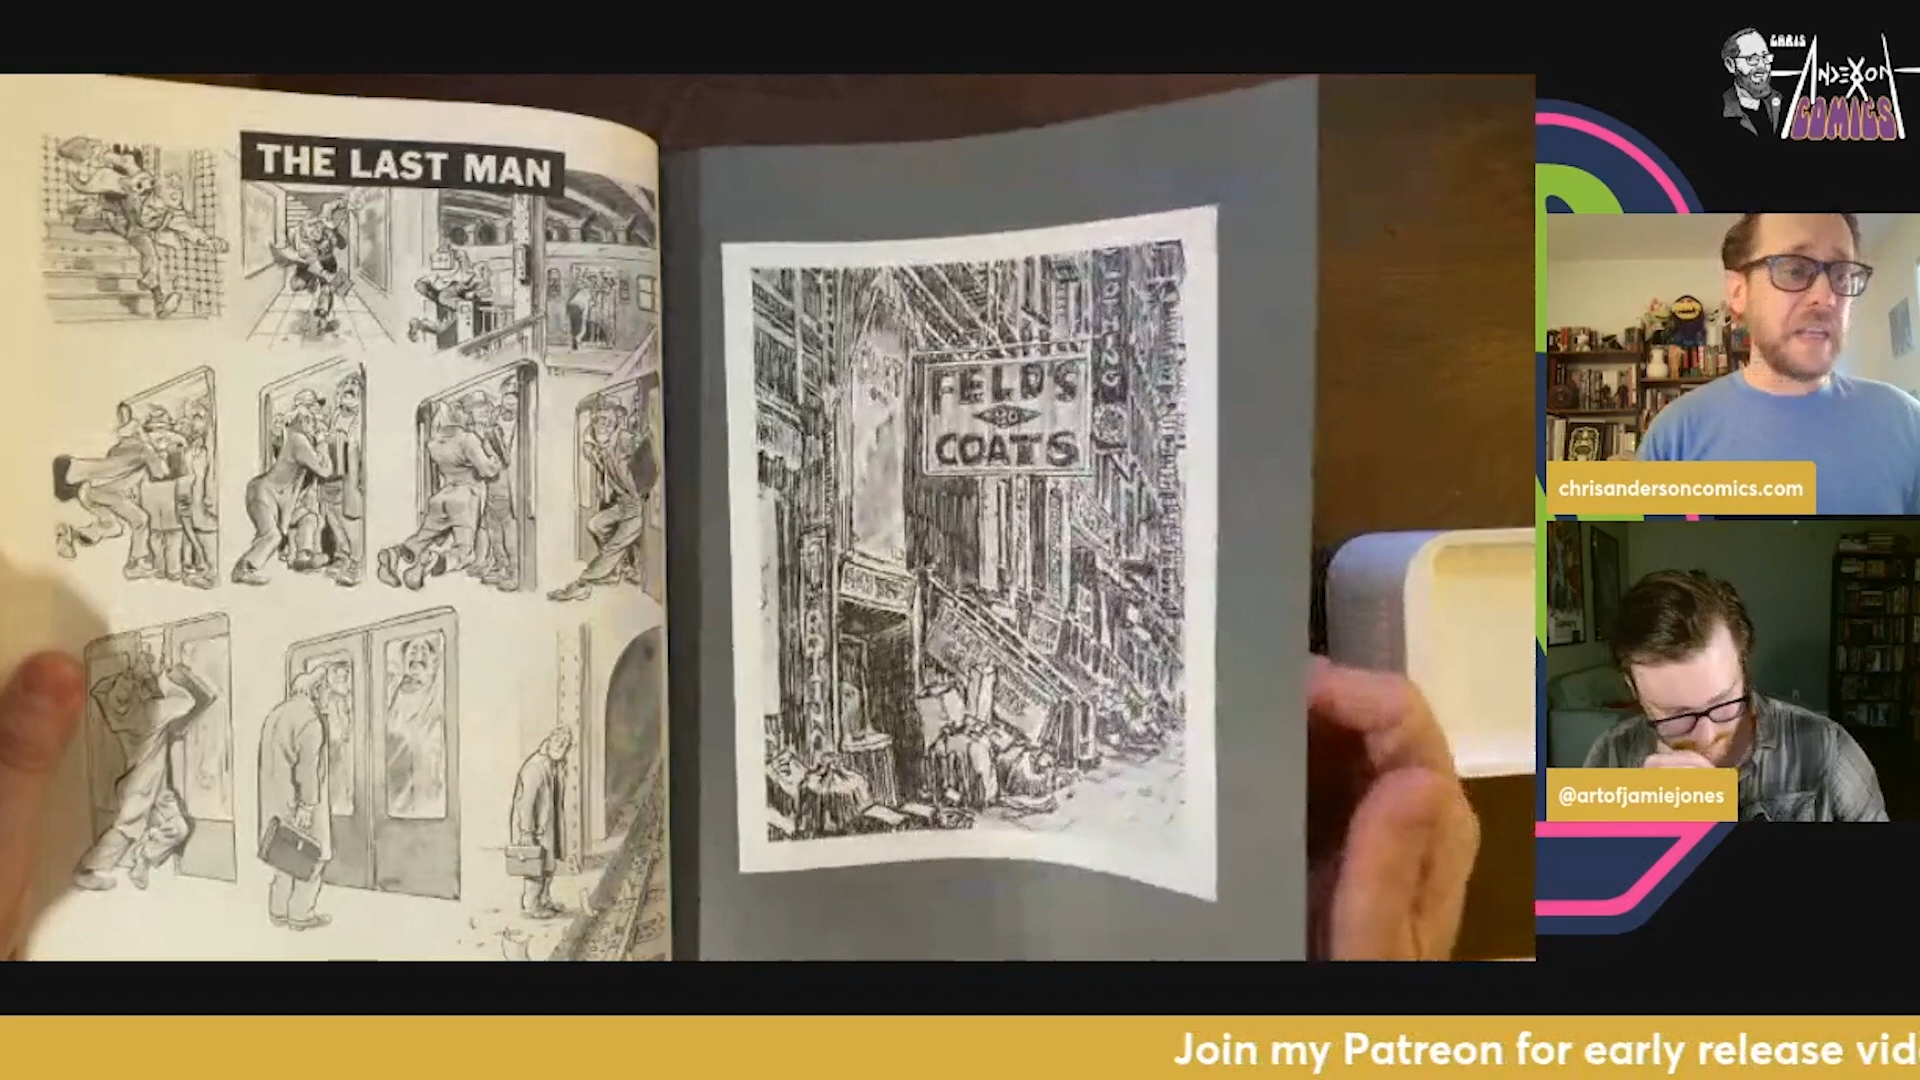 THE LAST MAN
FELD'S
COATS
CHRIS
ANDERSON
COMICS
chrisandersoncomics.com
@artofjamiejones
Join my Patreon for early release vid